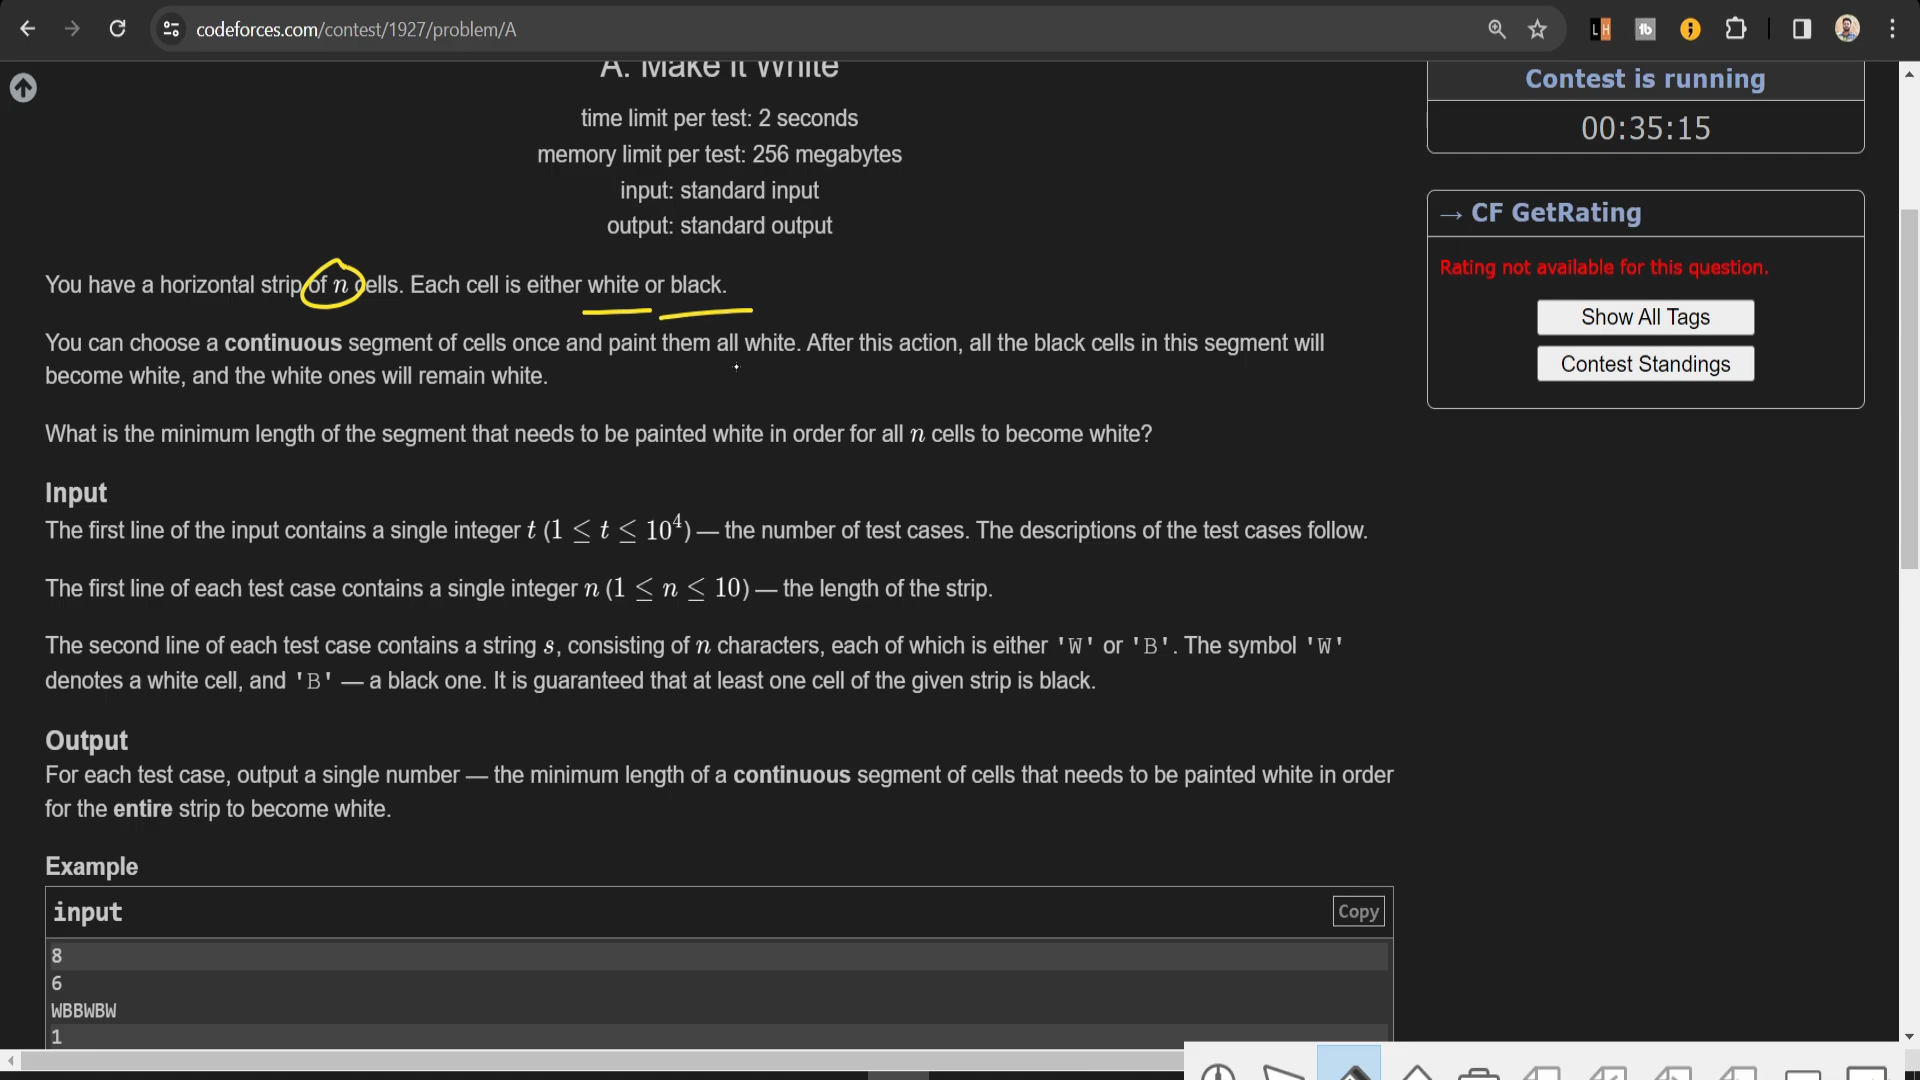 codeforces.com/contest/1927/problem/A
A. Make it White
time limit per test: 2 seconds
memory limit per test: 256 megabytes
input: standard input
output: standard output
You have a horizontal strip of n cells. Each cell is either white or black.
You can choose a continuous segment of cells once and paint them all white. After this action, all the black cells in this segment will
become white, and the white ones will remain white.
What is the minimum length of the segment that needs to be painted white in order for all n cells to become white?
Input
The first line of the input contains a single integer t (1 ≤ t ≤ 10⁴) — the number of test cases. The descriptions of the test cases follow.
The first line of each test case contains a single integer n (1 ≤ n ≤ 10) — the length of the strip.
The second line of each test case contains a string s, consisting of n characters, each of which is either 'W' or 'B'. The symbol 'W'
denotes a white cell, and 'B' — a black one. It is guaranteed that at least one cell of the given strip is black.
Output
For each test case, output a single number — the minimum length of a continuous segment of cells that needs to be painted white in order
for the entire strip to become white.
Example
input
Copy
8
6
WBBWBW
1
Contest is running
00:35:15
→ CF GetRating
Rating not available for this question.
Show All Tags
Contest Standings
LH
tb